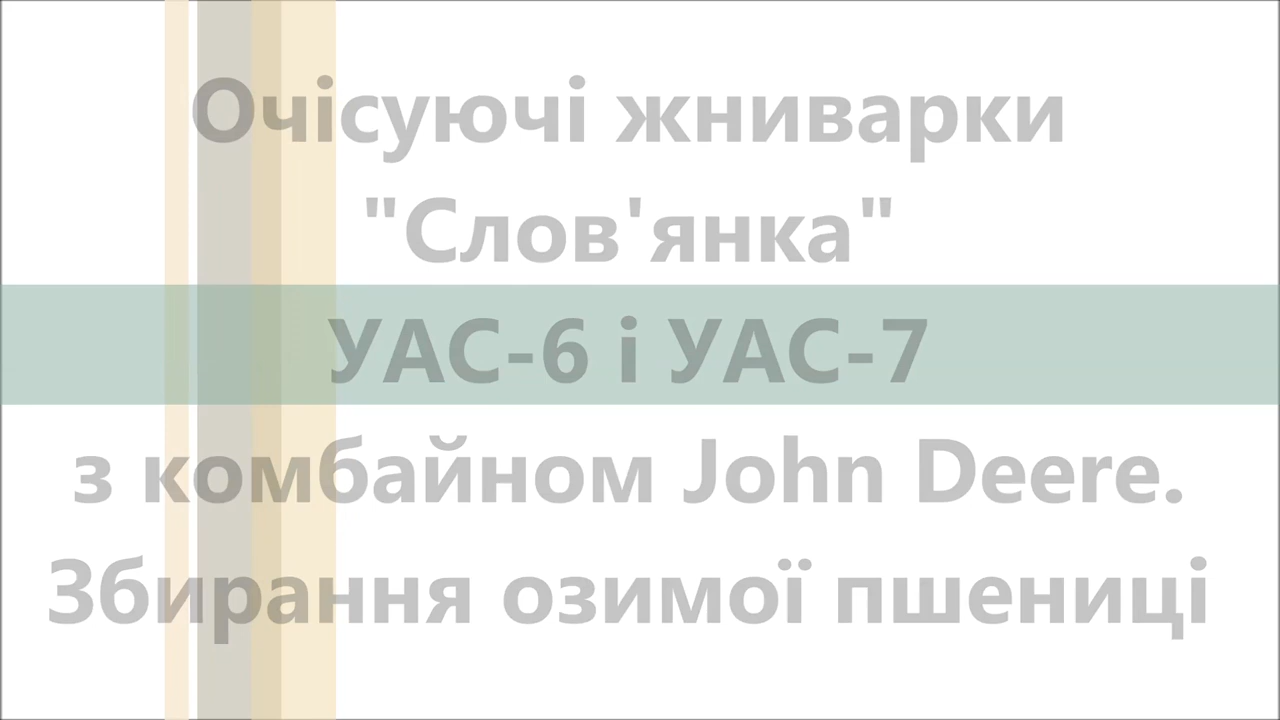 Очісуючі жниварки
"Слов'янка"
УАС-6 і УАС-7
з комбайном John Deere.
Збирання озимої пшениці